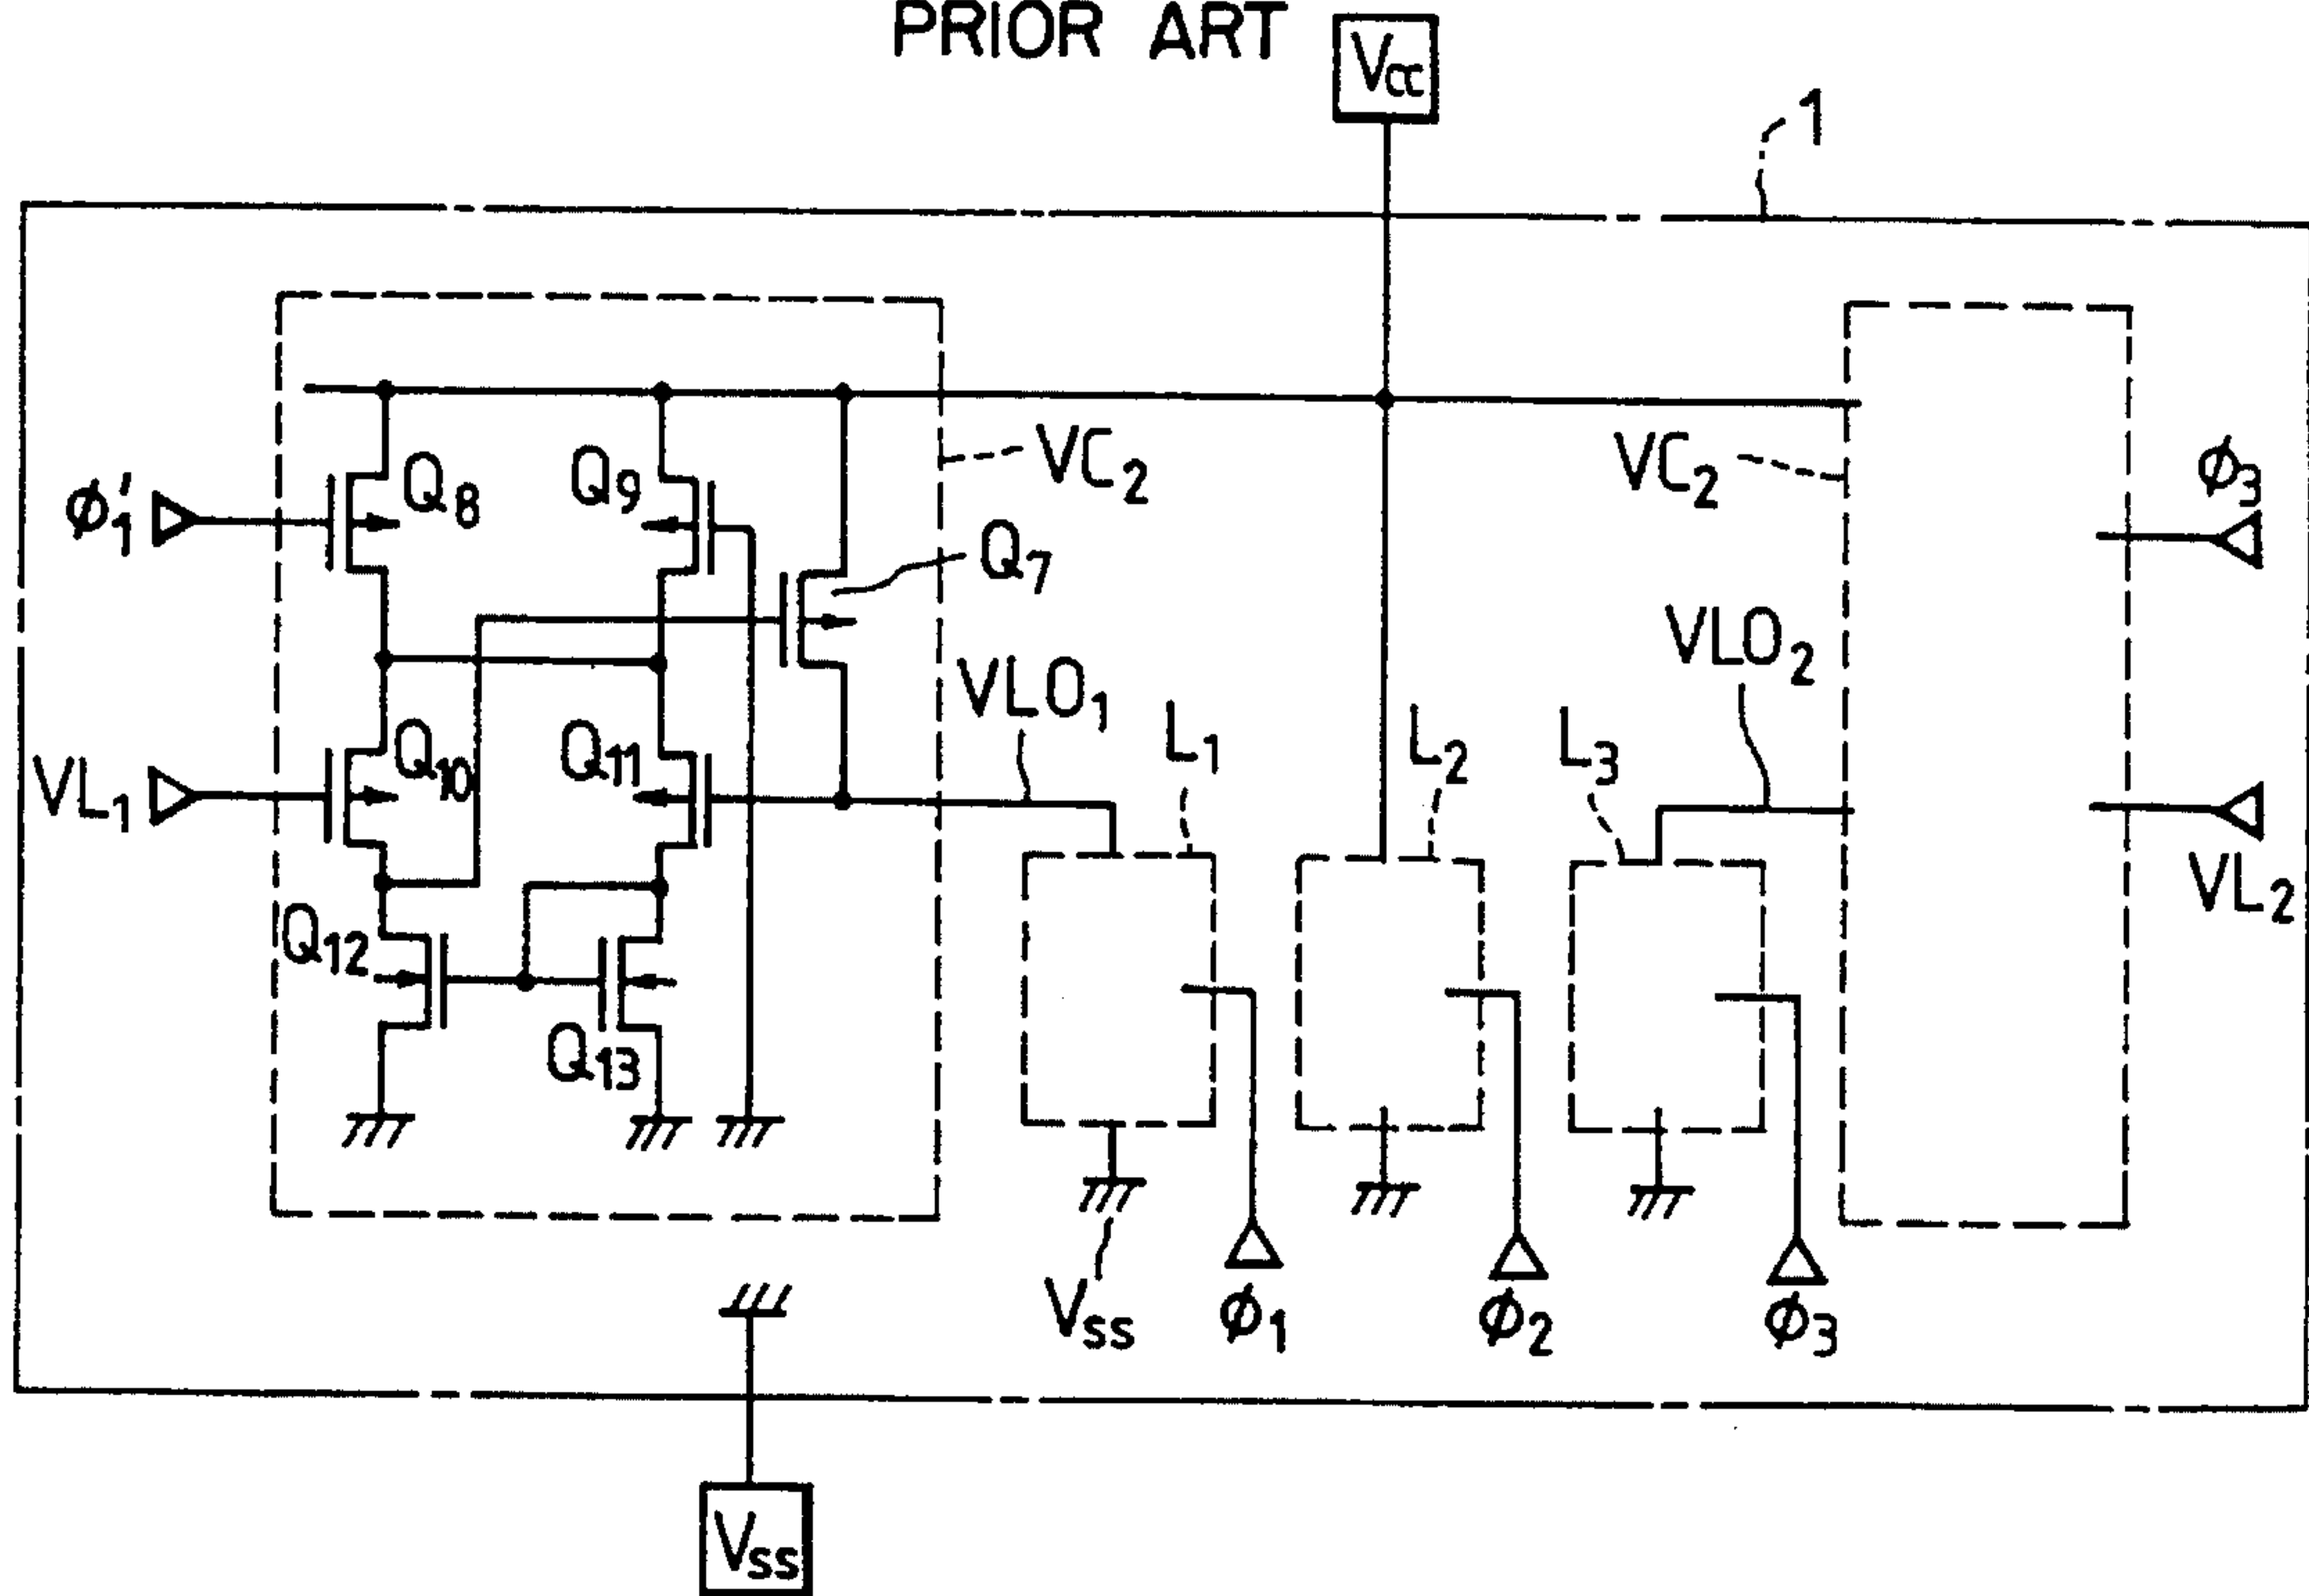 PRIOR ART
Vcc
1
Q8
Q9
VC2
VC2
ϕ3
ϕ1'
Q7
VLO1
VLO2
L1
L2
L3
Q10
Q11
VL1
VL2
Q12
Q13
Vss
ϕ1
ϕ2
ϕ3
Vss